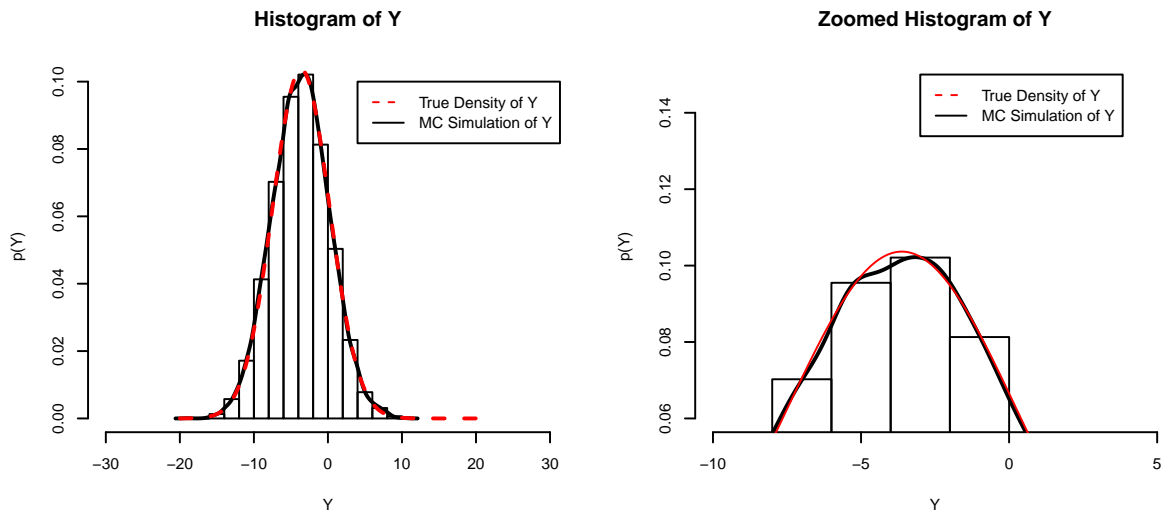 Histogram of Y
p(Y)
0.00
0.02
0.04
0.06
0.08
0.10
True Density of Y
MC Simulation of Y
−30
−20
−10
0
10
20
30
Y
Zoomed Histogram of Y
p(Y)
0.06
0.08
0.10
0.12
0.14
True Density of Y
MC Simulation of Y
−10
−5
0
5
Y